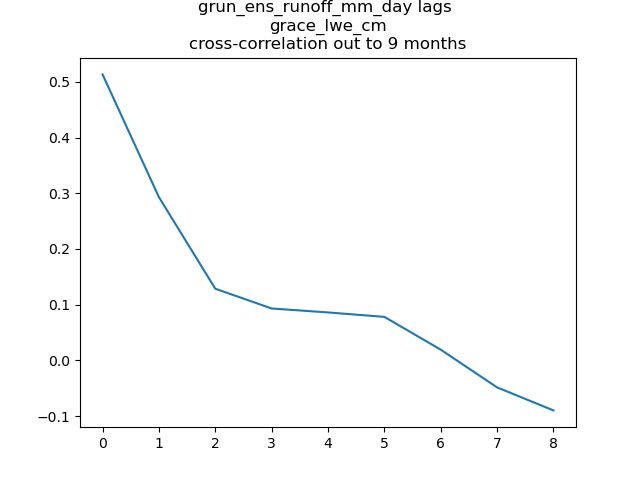 grun_ens_runoff_mm_day lags
grace_lwe_cm
cross-correlation out to 9 months
0.5
0.4
0.3
0.2
0.1
0.0
−0.1
0 1 2 3 4 5 6 7 8